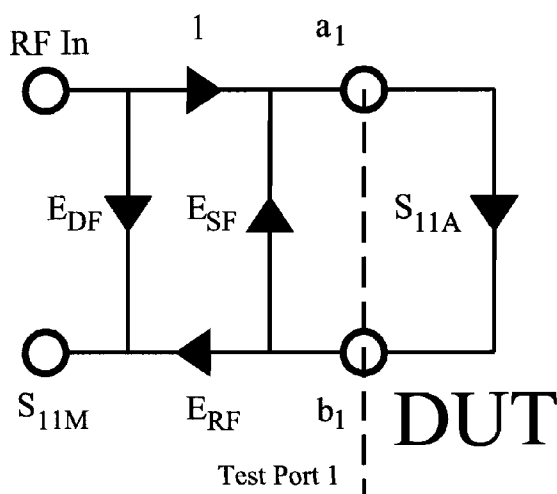 1
a1
RF In
EDF
ESF
S11A
S11M
ERF
b1
DUT
Test Port 1